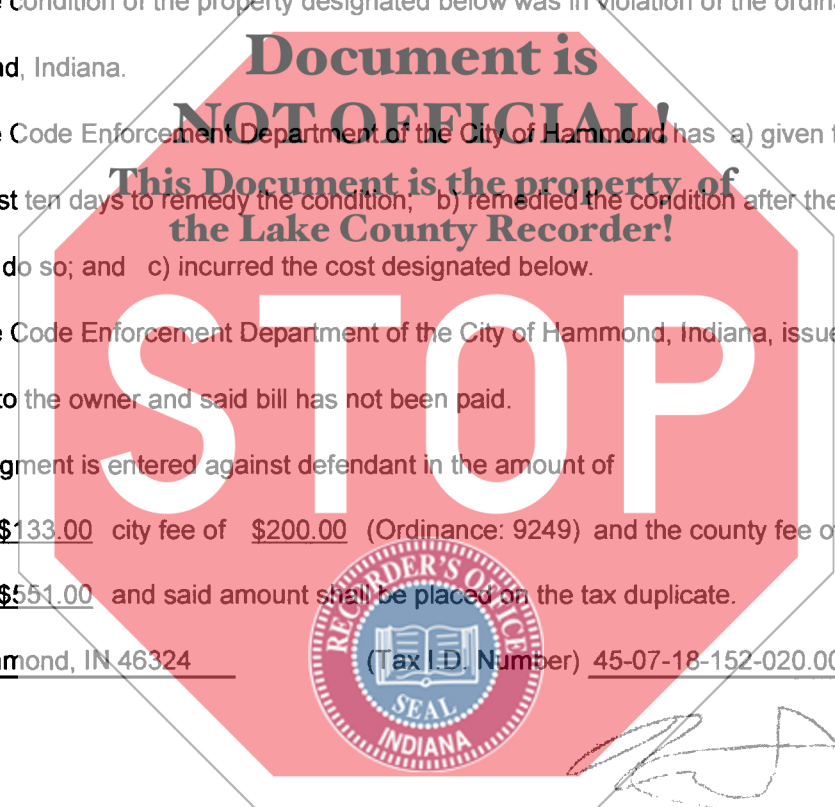 condition of the property designated below was in violation of the
Document is
nd, Indiana.
NOT OFFICIAL!
e Code Enforcement Department of the City of Hammond has a) given
This Document is the property of
st ten days to remedy the condition; b) remedied the condition after the
the Lake County Recorder!
do so; and c) incurred the cost designated below.
STOP
e Code Enforcement Department of the City of Hammond, Indiana, issue
to the owner and said bill has not been paid.
gment is entered against defendant in the amount of
$133.00 city fee of $200.00 (Ordinance: 9249) and the county fee o
$551.00 and said amount shall be placed on the tax duplicate.
mmond, IN 46324 (Tax I.D. Number) 45-07-18-152-020.00
RECORDER'S OFFICE
SEAL
INDIANA